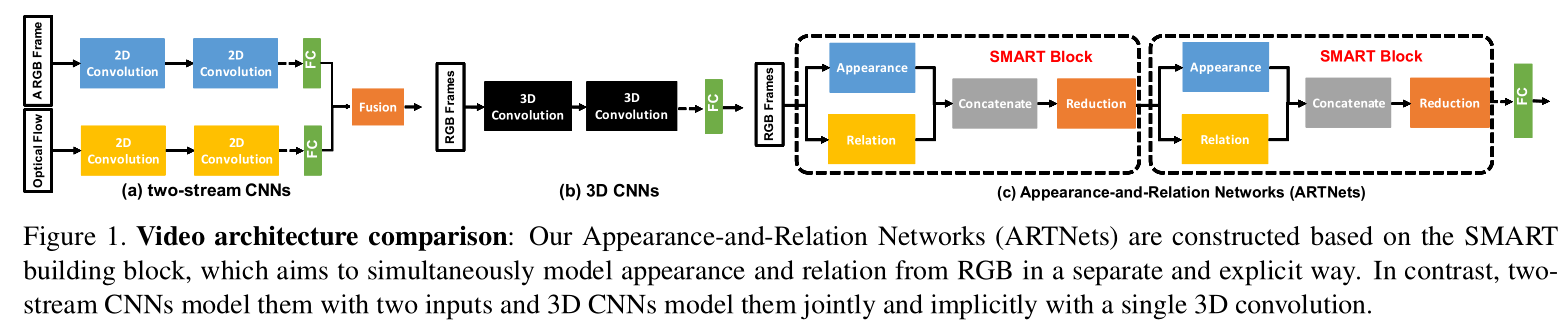 A RGB Frame
2D
Convolution
2D
Convolution
FC
Optical Flow
2D
Convolution
2D
Convolution
FC
Fusion
(a) two-stream CNNs
RGB Frames
3D
Convolution
3D
Convolution
FC
(b) 3D CNNs
RGB Frames
SMART Block
Appearance
Relation
Concatenate
Reduction
SMART Block
Appearance
Relation
Concatenate
Reduction
FC
(c) Appearance-and-Relation Networks (ARTNets)
Figure 1. Video architecture comparison: Our Appearance-and-Relation Networks (ARTNets) are constructed based on the SMART
building block, which aims to simultaneously model appearance and relation from RGB in a separate and explicit way. In contrast, two-
stream CNNs model them with two inputs and 3D CNNs model them jointly and implicitly with a single 3D convolution.